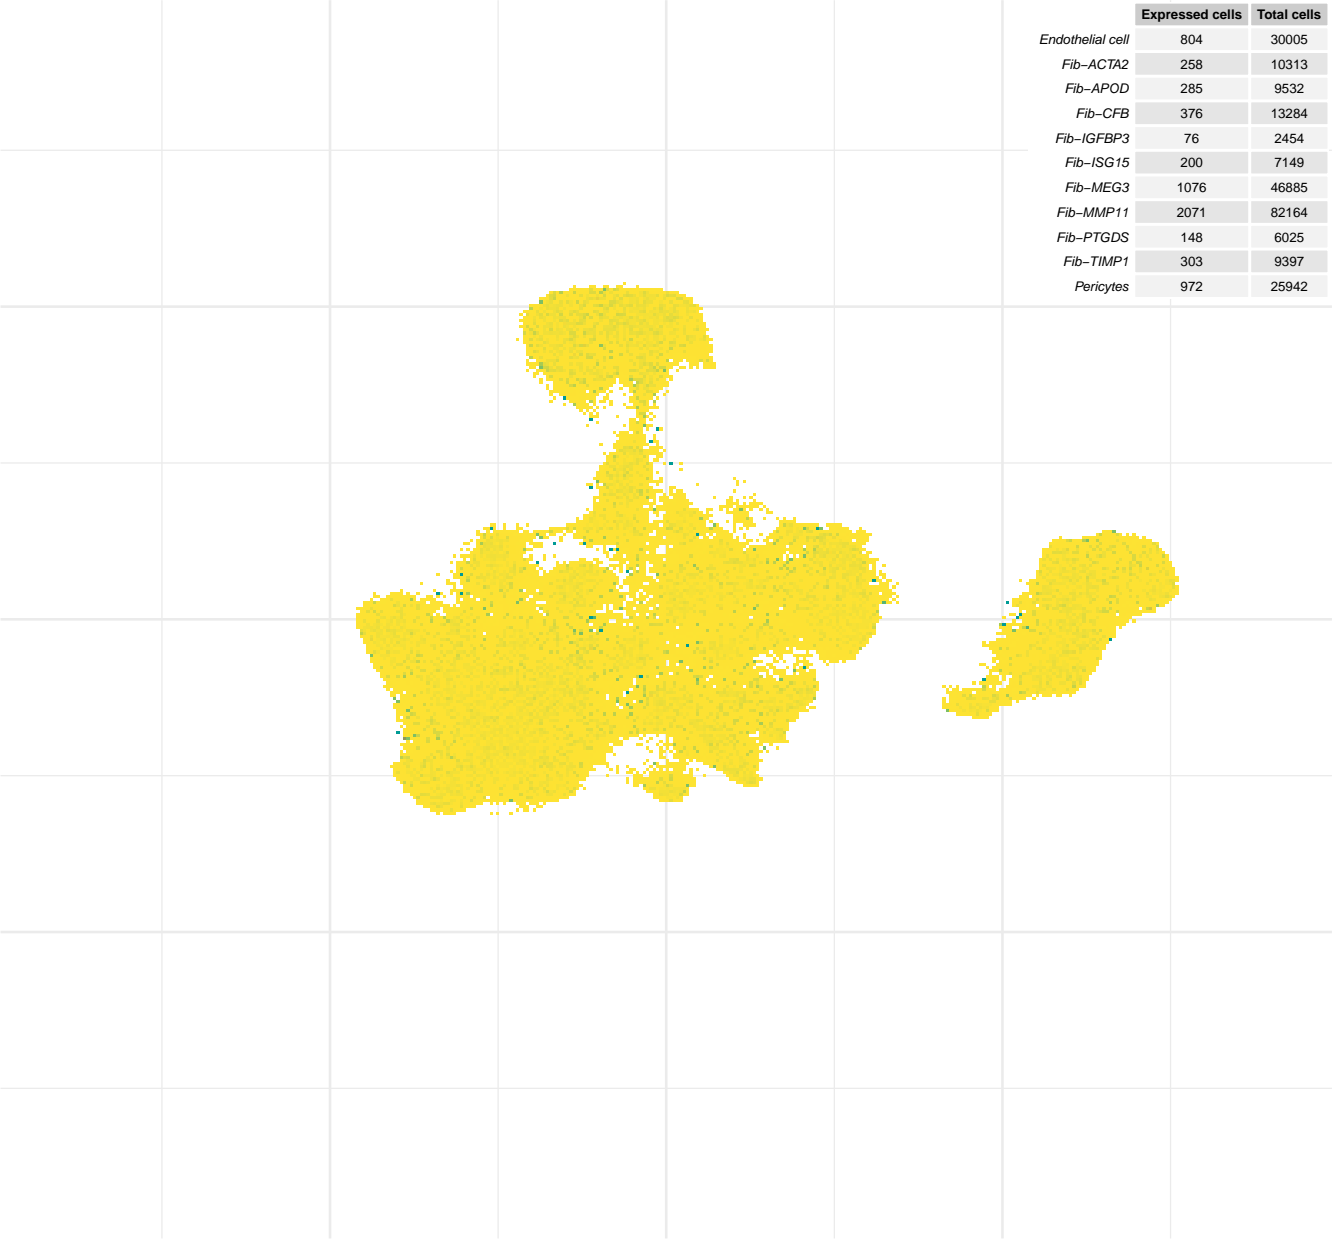 Expressed cells Total cells
Endothelial cell 804 30005
Fib−ACTA2 258 10313
Fib−APOD 285 9532
Fib−CFB 376 13284
Fib−IGFBP3 76 2454
Fib−ISG15 200 7149
Fib−MEG3 1076 46885
Fib−MMP11 2071 82164
Fib−PTGDS 148 6025
Fib−TIMP1 303 9397
Pericytes 972 25942